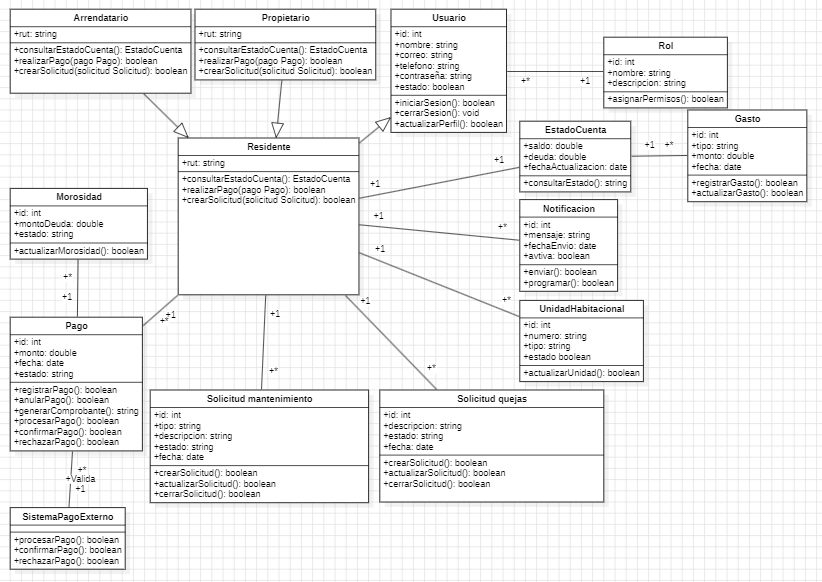 Arrendatario
+rut: string
+consultarEstadoCuenta(): EstadoCuenta
+realizarPago(pago Pago): boolean
+crearSolicitud(solicitud Solicitud): boolean
Propietario
+rut: string
+consultarEstadoCuenta(): EstadoCuenta
+realizarPago(pago Pago): boolean
+crearSolicitud(solicitud Solicitud): boolean
Usuario
+id: int
+nombre: string
+correo: string
+telefono: string
+contraseña: string
+estado: boolean
+iniciarSesion(): boolean
+cerrarSesion(): void
+actualizarPerfil(): boolean
+*
+1
Rol
+id: int
+nombre: string
+descripcion: string
+asignarPermisos(): boolean
Residente
+rut: string
+consultarEstadoCuenta(): EstadoCuenta
+realizarPago(pago Pago): boolean
+crearSolicitud(solicitud Solicitud): boolean
+1
+1
EstadoCuenta
+saldo: double
+deuda: double
+fechaActualizacion: date
+consultarEstado(): string
+1
+*
Gasto
+id: int
+tipo: string
+monto: double
+fecha: date
+registrarGasto(): boolean
+actualizarGasto(): boolean
+1
+*
Notificacion
+id: int
+mensaje: string
+fechaEnvio: date
+avtiva: boolean
+enviar(): boolean
+programar(): boolean
+1
+*
UnidadHabitacional
+id: int
+numero: string
+tipo: string
+estado boolean
+actualizarUnidad(): boolean
Morosidad
+id: int
+montoDeuda: double
+estado: string
+actualizarMorosidad(): boolean
+*
+1
+1
+*
Pago
+id: int
+monto: double
+fecha: date
+estado: string
+registrarPago(): boolean
+anularPago(): boolean
+generarComprobante(): string
+procesarPago(): boolean
+confirmarPago(): boolean
+rechazarPago(): boolean
+1
+*
Solicitud mantenimiento
+id: int
+tipo: string
+descripcion: string
+estado: string
+fecha: date
+crearSolicitud(): boolean
+actualizarSolicitud(): boolean
+cerrarSolicitud(): boolean
+1
+*
Solicitud quejas
+id: int
+descripcion: string
+estado: string
+fecha: date
+crearSolicitud(): boolean
+actualizarSolicitud(): boolean
+cerrarSolicitud(): boolean
+*
+Valida
+1
SistemaPagoExterno
+procesarPago(): boolean
+confirmarPago(): boolean
+rechazarPago(): boolean